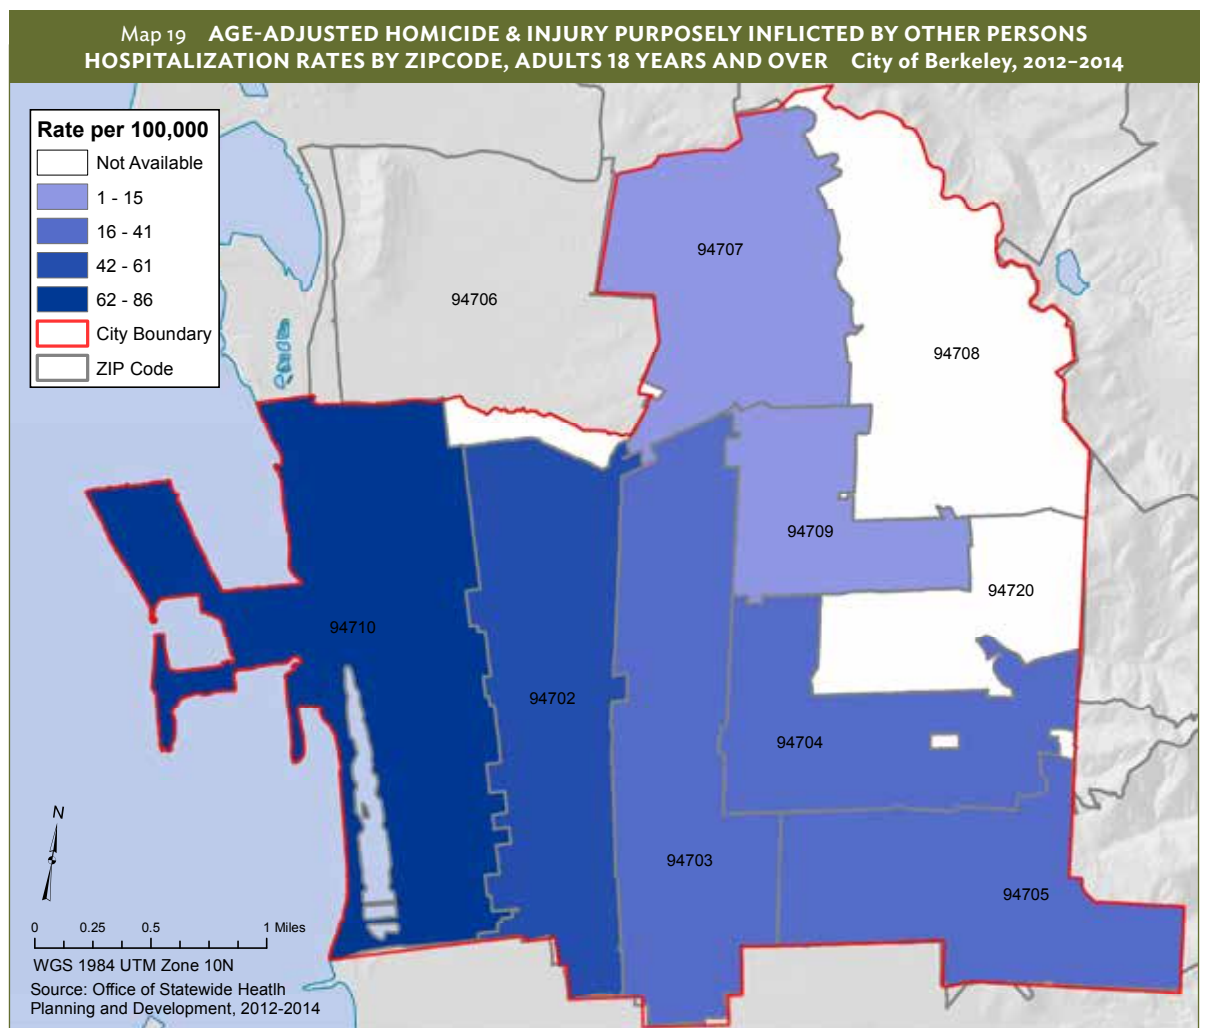 Map 19 AGE-ADJUSTED HOMICIDE & INJURY PURPOSELY INFLICTED BY OTHER PERSONS
HOSPITALIZATION RATES BY ZIPCODE, ADULTS 18 YEARS AND OVER City of Berkeley, 2012–2014
Rate per 100,000
Not Available
1 - 15
16 - 41
42 - 61
62 - 86
City Boundary
ZIP Code
94707
94706
94708
94709
94720
94710
94702
94704
94703
94705
N
0 0.25 0.5 1 Miles
WGS 1984 UTM Zone 10N
Source: Office of Statewide Heatlh
Planning and Development, 2012-2014